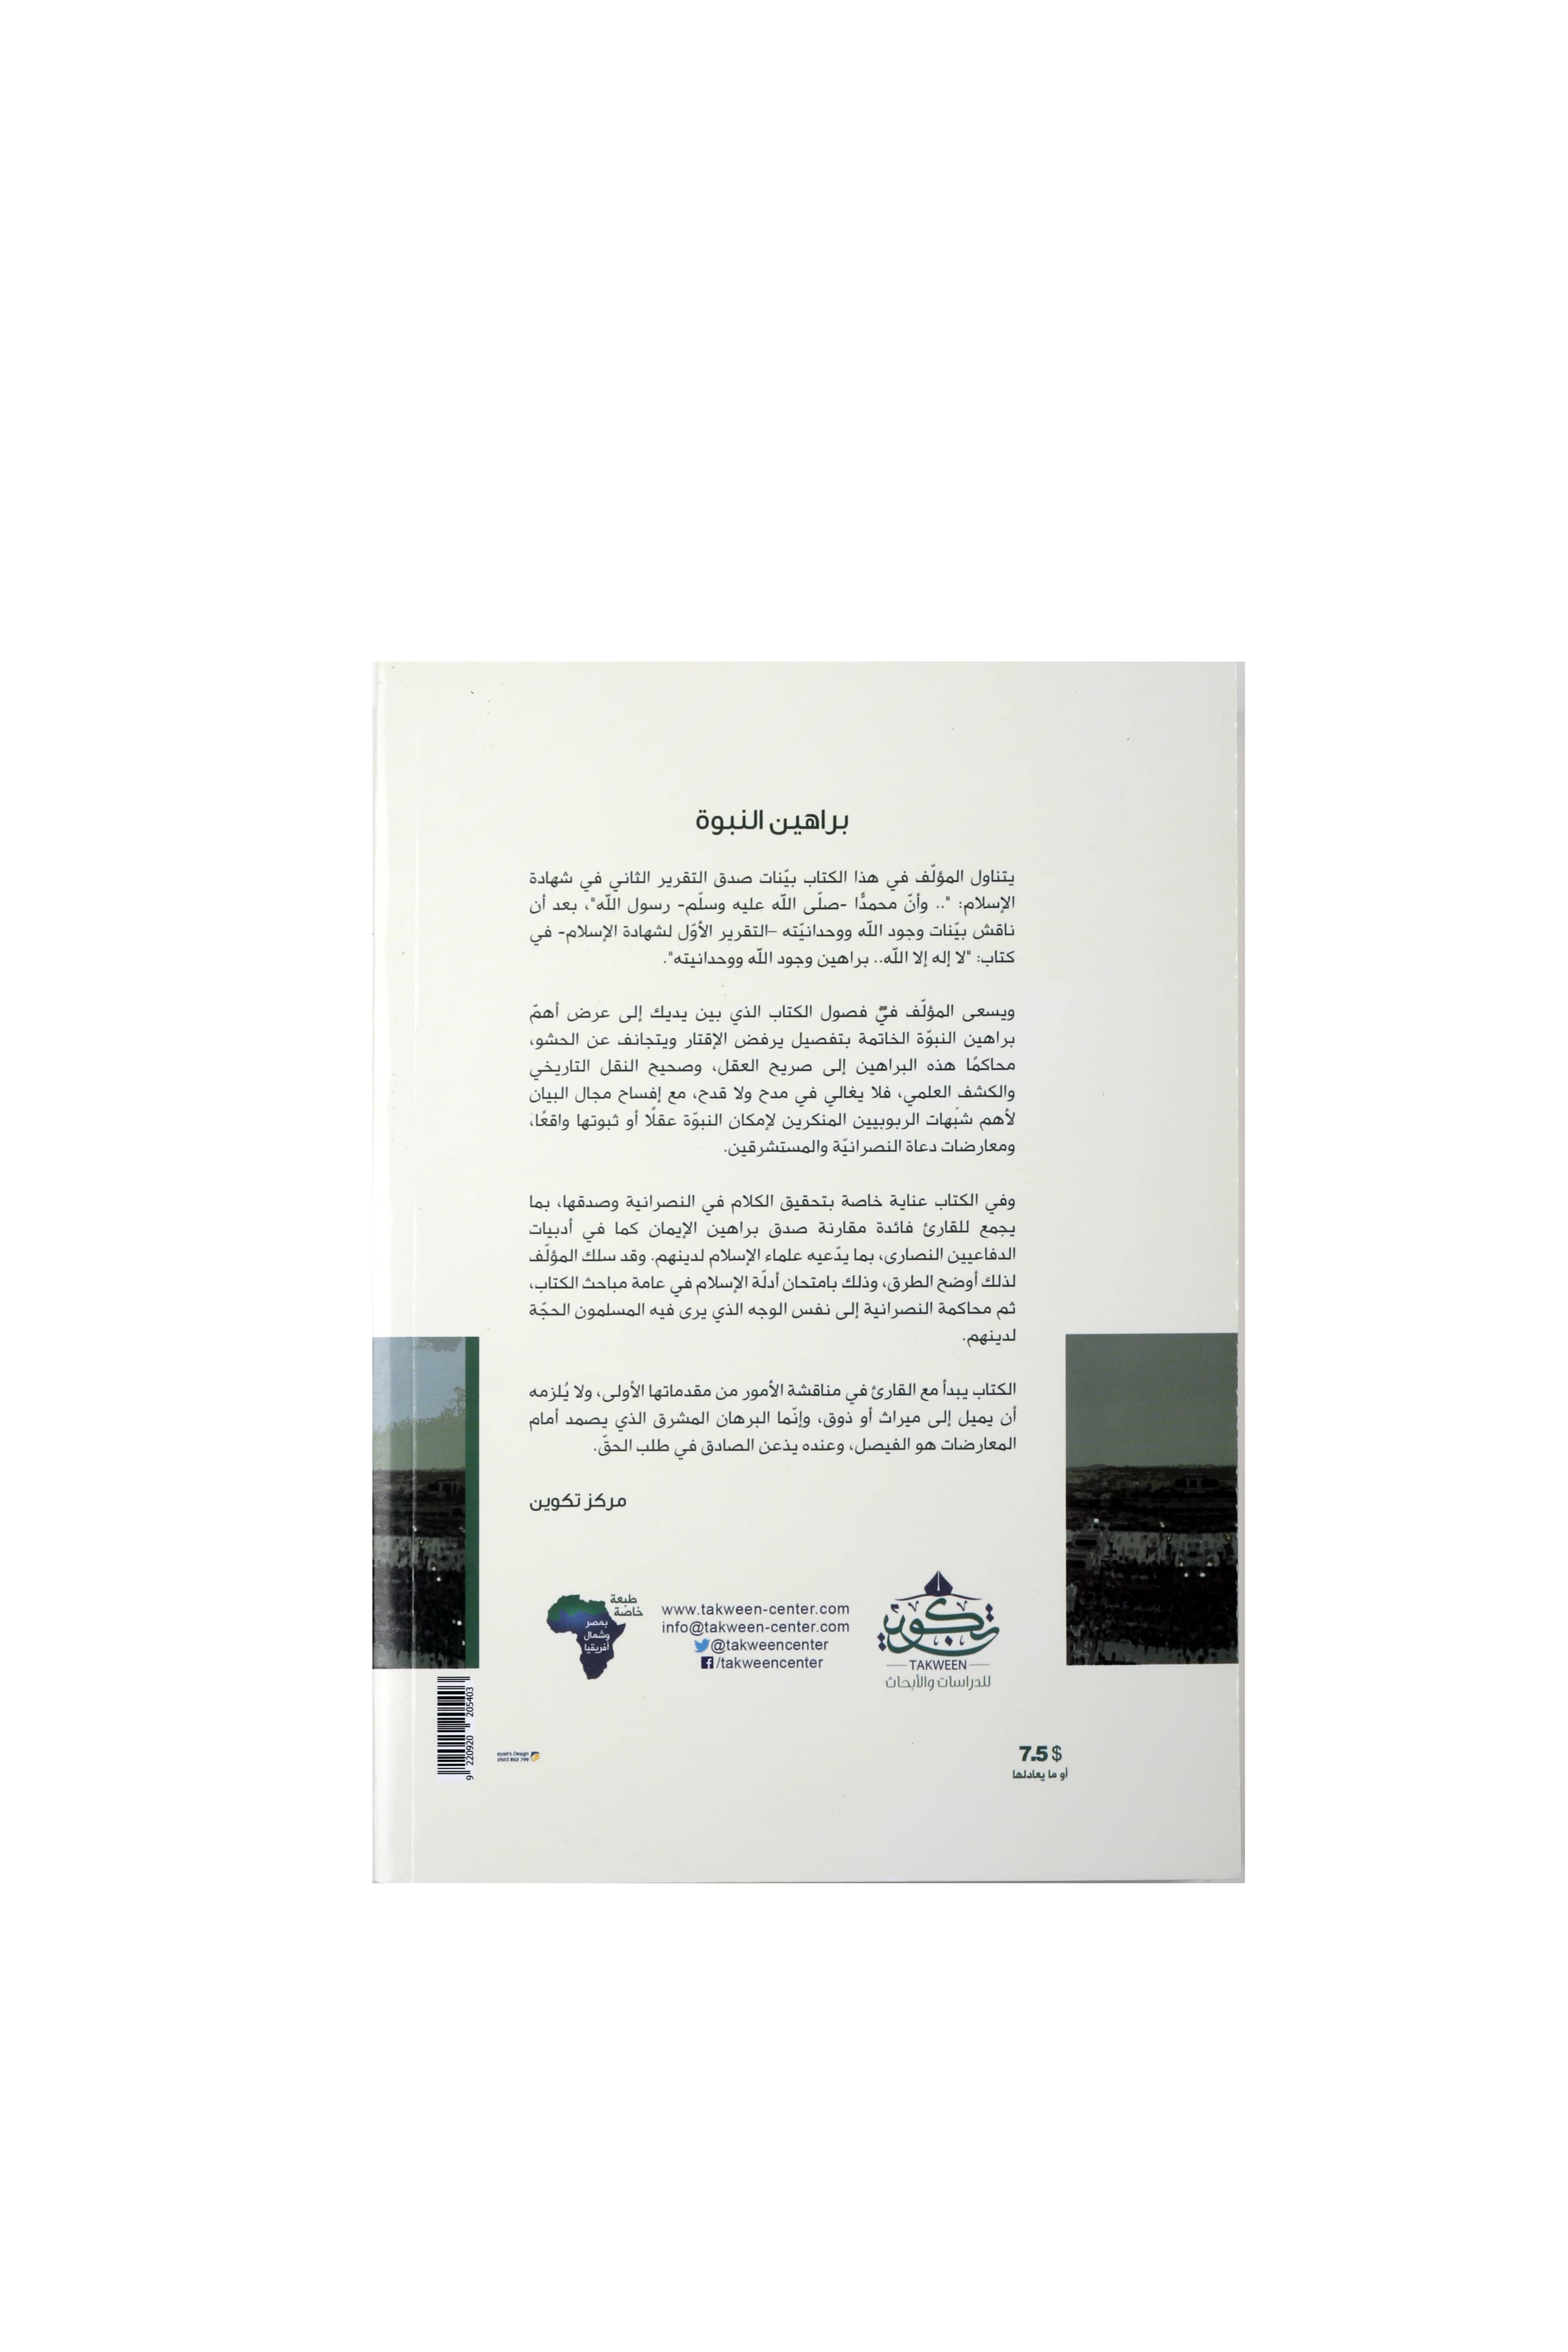 براهين النبوة
يتناول المؤلّف في هذا الكتاب بيّنات صدق التقرير الثاني في شهادة
الإسلام: ".. وأنّ محمدًّا -صلّى الله عليه وسلّم- رسول الله"، بعد أن
ناقش بيّنات وجود الله ووحدانيّته –التقرير الأوّل لشهادة الإسلام- في
كتاب: "لا إله إلا الله.. براهين وجود الله ووحدانيته".
ويسعى المؤلّف في فصول الكتاب الذي بين يديك إلى عرض أهمّ
براهين النبوّة الخاتمة بتفصيل يرفض الإقتار ويتجانف عن الحشو،
محاكمًا هذه البراهين إلى صريح العقل، وصحيح النقل التاريخي
والكشف العلمي، فلا يغالي في مدح ولا قدح، مع إفساح مجال البيان
لأهم شبهات الربوبيين المنكرين لإمكان النبوّة عقلًا أو ثبوتها واقعًا،
ومعارضات دعاة النصرانيّة والمستشرقين.
وفي الكتاب عناية خاصة بتحقيق الكلام في النصرانية وصدقها، بما
يجمع للقارئ فائدة مقارنة صدق براهين الإيمان كما في أدبيات
الدفاعيين النصارى، بما يدّعيه علماء الإسلام لدينهم. وقد سلك المؤلّف
لذلك أوضح الطرق، وذلك بامتحان أدلّة الإسلام في عامة مباحث الكتاب،
ثم محاكمة النصرانية إلى نفس الوجه الذي يرى فيه المسلمون الحجّة
لدينهم.
الكتاب يبدأ مع القارئ في مناقشة الأمور من مقدماتها الأولى، ولا يُلزمه
أن يميل إلى ميراث أو ذوق، وإنّما البرهان المشرق الذي يصمد أمام
المعارضات هو الفيصل، وعنده يذعن الصادق في طلب الحقّ.
مركز تكوين
تكوين
TAKWEEN
للدراسات والأبحاث
www.takween-center.com
info@takween-center.com
@takweencenter
/takweencenter
طبعة
خاصة
بمصر
وشمال
أفريقيا
7.5 $
أو ما يعادلها
eyad's Design
0503 802 799
9 220920 205403